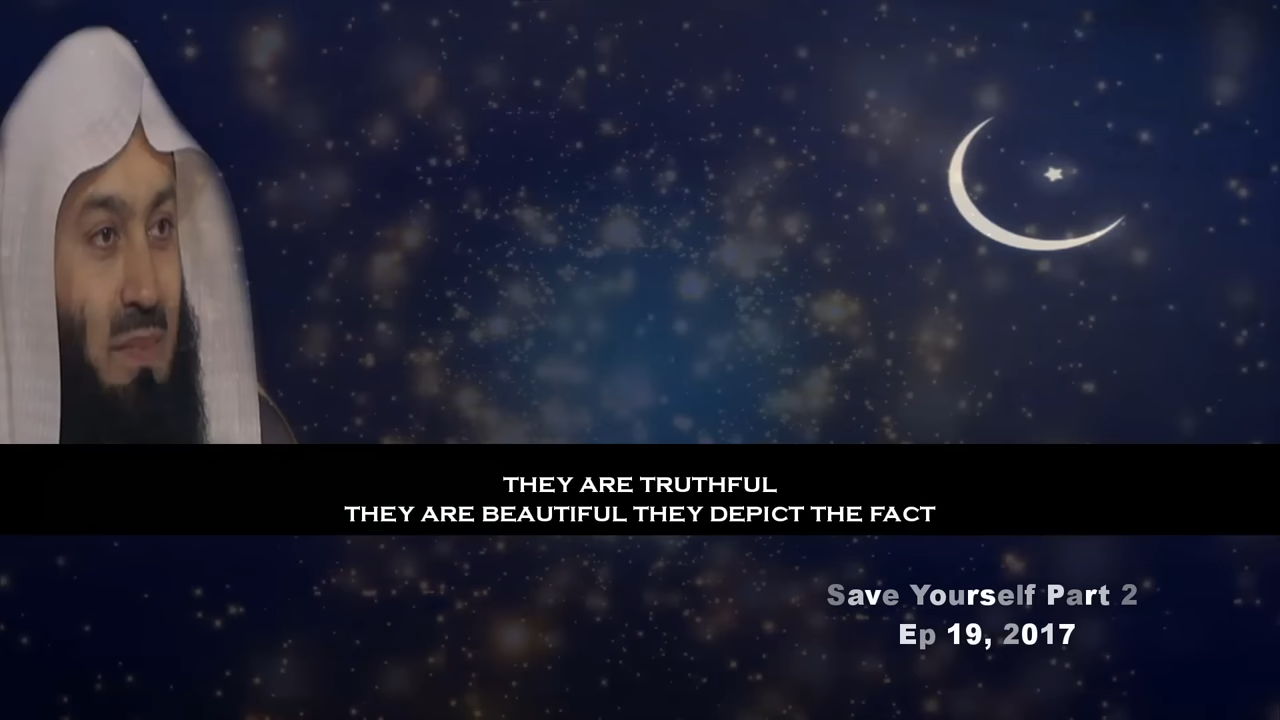 THEY ARE TRUTHFUL
THEY ARE BEAUTIFUL THEY DEPICT THE FACT
Save Yourself Part 2
Ep 19, 2017